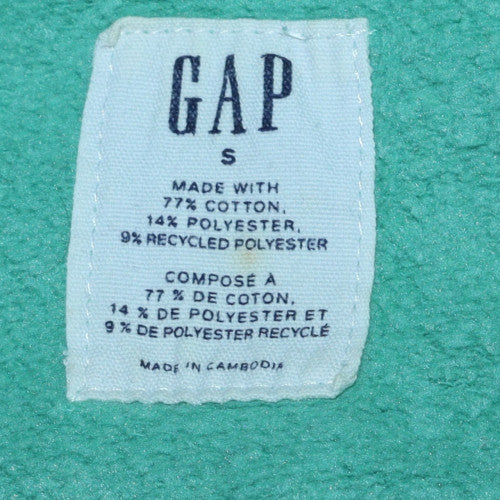 GAP
S
MADE WITH
77% COTTON,
14% POLYESTER,
9% RECYCLED POLYESTER
COMPOSÉ À
77 % DE COTON,
14 % DE POLYESTER ET
9 % DE POLYESTER RECYCLÉ
MADE IN CAMBODIA